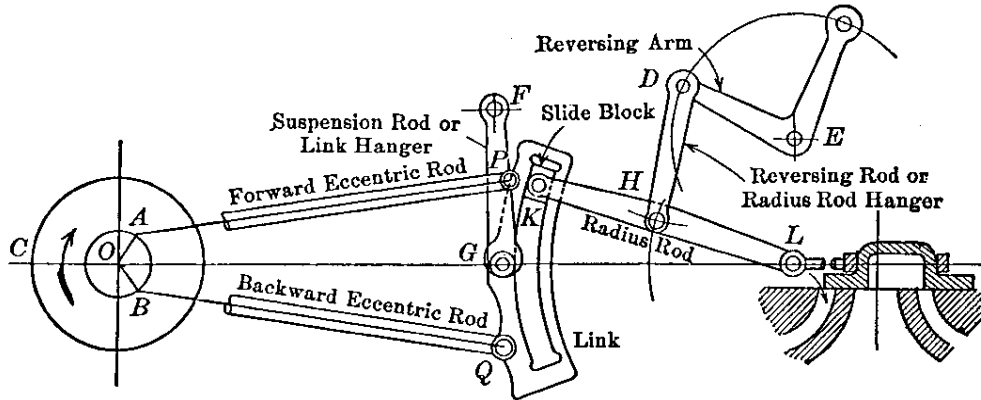 Reversing Arm
D
F
Slide Block
Suspension Rod or
Link Hanger
E
P
Forward Eccentric Rod
H
Reversing Rod or
Radius Rod Hanger
A
K
Radius Rod
C
O
G
L
B
Backward Eccentric Rod
Link
Q